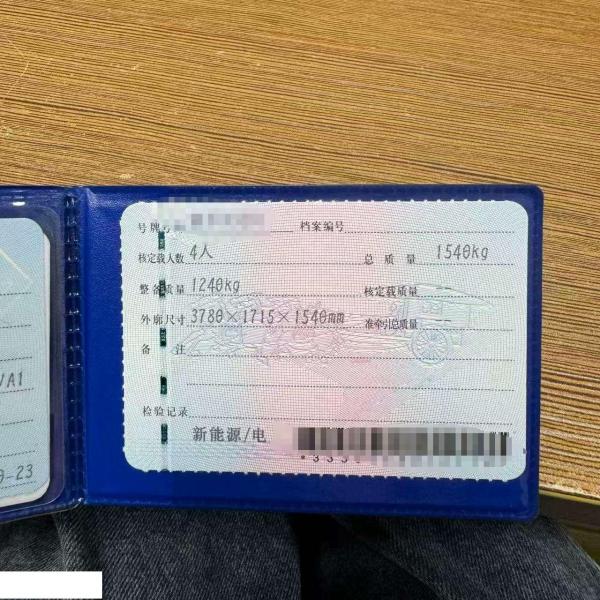 号牌号
档案编号
核定载人数 4人
总质量 1540kg
整备质量 1240kg
核定载质量
外廓尺寸 3780×1715×1540mm
准牵引总质量
备注
检验记录
新能源/电
VA1
-23